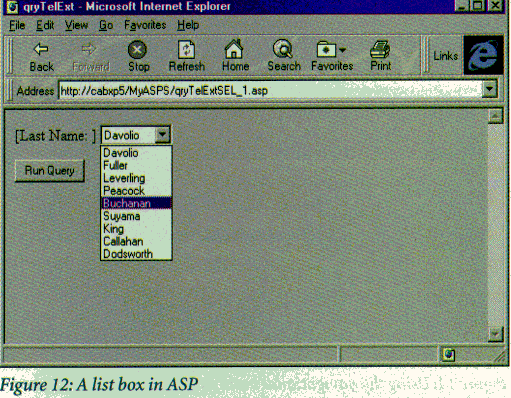 qryTelExt - Microsoft Internet Explorer
File Edit View Go Favorites Help
Back Forward Stop Refresh Home Search Favorites Print Links
Address http://cabxp5/MyASPS/qryTelExtSEL_1.asp
[Last Name: ] Davolio
Davolio
Fuller
Run Query Leverling
Peacock
Buchanan
Suyama
King
Callahan
Dodsworth
Figure 12: A list box in ASP